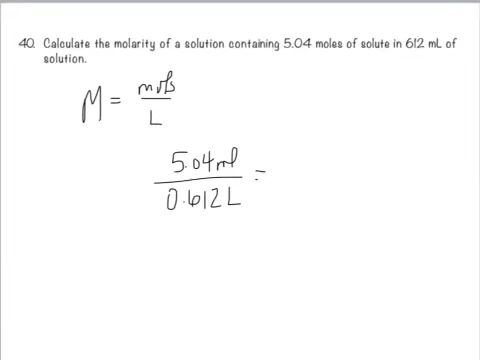 40. Calculate the molarity of a solution containing 5.04 moles of solute in 612 mL of
solution.
M = mols
L
5.04 ml
0.612 L =